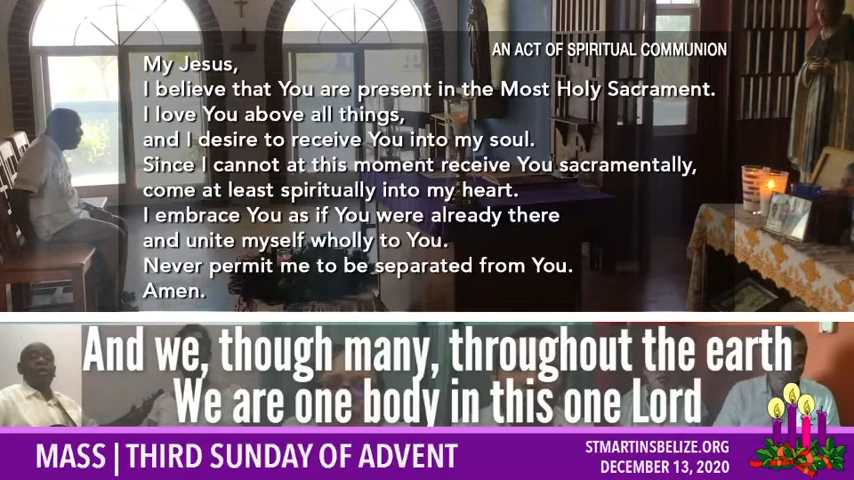 AN ACT OF SPIRITUAL COMMUNION
My Jesus,
I believe that You are present in the Most Holy Sacrament.
I love You above all things,
and I desire to receive You into my soul.
Since I cannot at this moment receive You sacramentally,
come at least spiritually into my heart.
I embrace You as if You were already there
and unite myself wholly to You.
Never permit me to be separated from You.
Amen.
And we, though many, throughout the earth
We are one body in this one Lord
MASS | THIRD SUNDAY OF ADVENT
STMARTINSBELIZE.ORG
DECEMBER 13, 2020